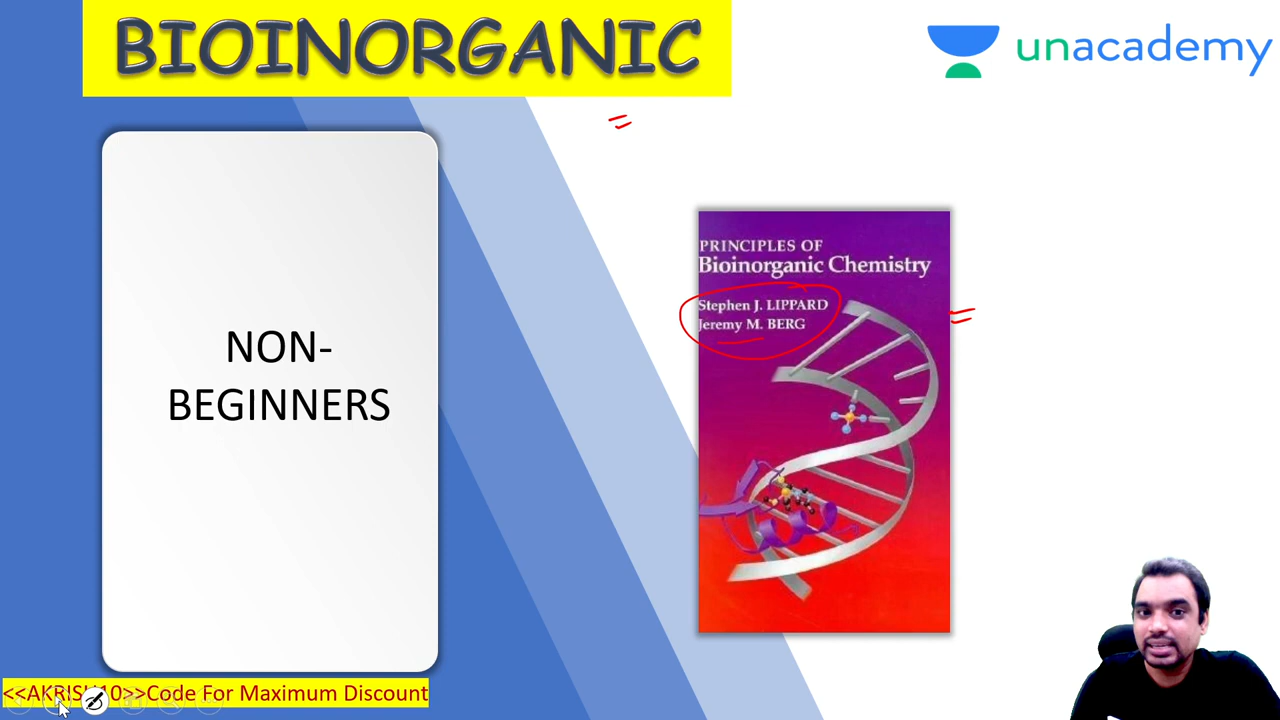 BIOINORGANIC
unacademy
NON-
BEGINNERS
PRINCIPLES OF
Bioinorganic Chemistry
Stephen J. LIPPARD
Jeremy M. BERG
Code For Maximum Discount